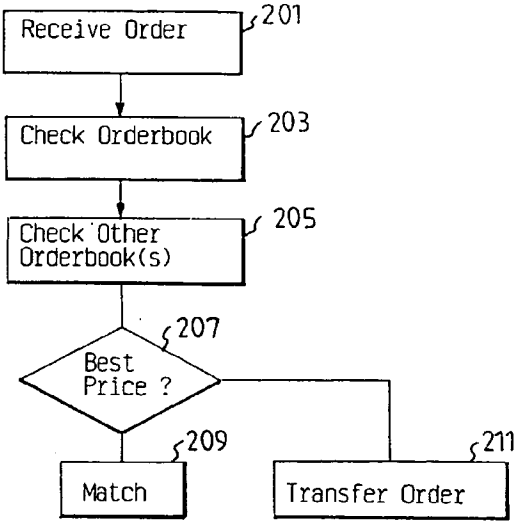 Receive Order
201
Check Orderbook
203
Check Other
Orderbook(s)
205
207
Best
Price ?
209
Match
211
Transfer Order